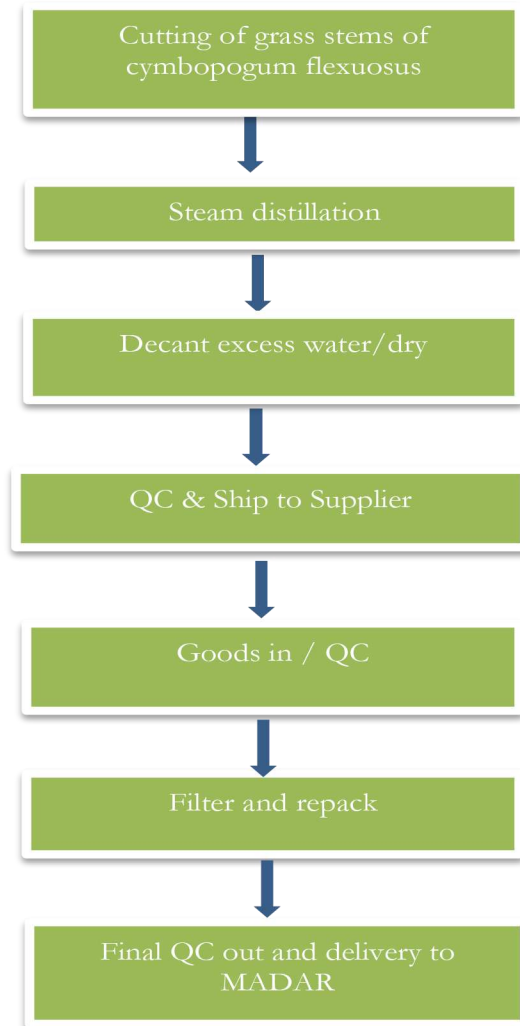 Cutting of grass stems of
cymbopogum flexuosus
Steam distillation
Decant excess water/dry
QC & Ship to Supplier
Goods in / QC
Filter and repack
Final QC out and delivery to
MADAR